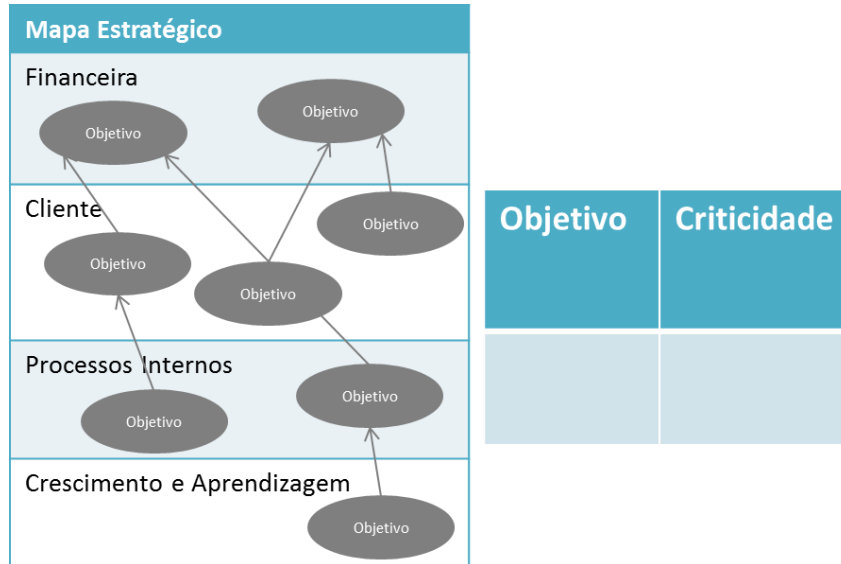 Mapa Estratégico
Financeira
Objetivo
Objetivo
Cliente
Objetivo
Objetivo
Objetivo
Processos Internos
Objetivo
Objetivo
Crescimento e Aprendizagem
Objetivo
Objetivo
Criticidade